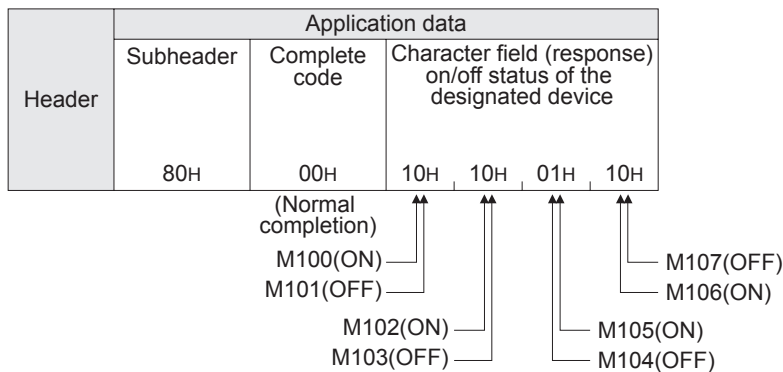 Application data
Header
Subheader
Complete
code
Character field (response)
on/off status of the
designated device
80H
00H
10H
10H
01H
10H
(Normal
completion)
M100(ON)
M101(OFF)
M102(ON)
M103(OFF)
M107(OFF)
M106(ON)
M105(ON)
M104(OFF)